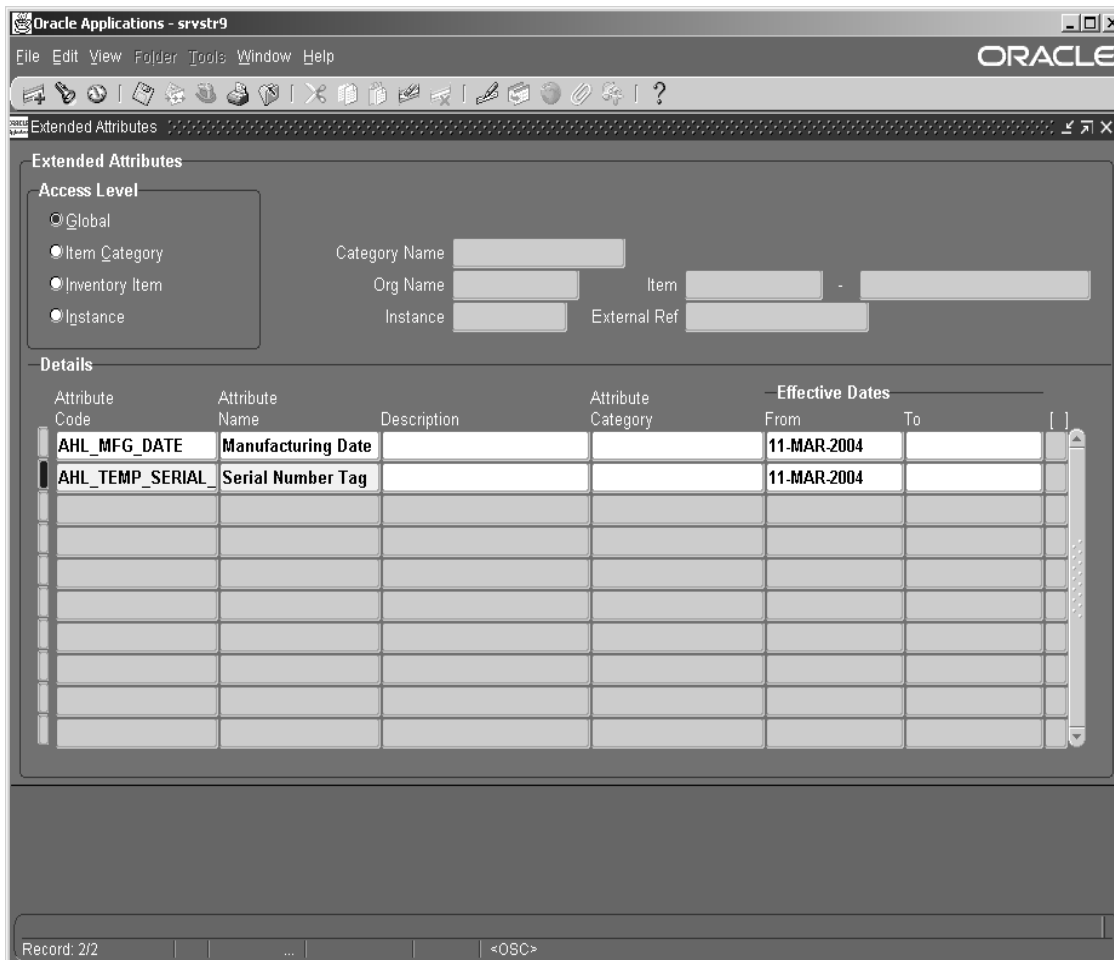 Oracle Applications - srvstr9
File Edit View Folder Tools Window Help
ORACLE
Extended Attributes
Extended Attributes
Access Level
Global
Item Category
Inventory Item
Instance
Category Name
Org Name
Item
-
Instance
External Ref
Details
Attribute Code
Attribute Name
Description
Attribute Category
Effective Dates
From
To
[ ]
AHL_MFG_DATE Manufacturing Date 11-MAR-2004
AHL_TEMP_SERIAL_ Serial Number Tag 11-MAR-2004
Record: 2/2 ... <OSC>